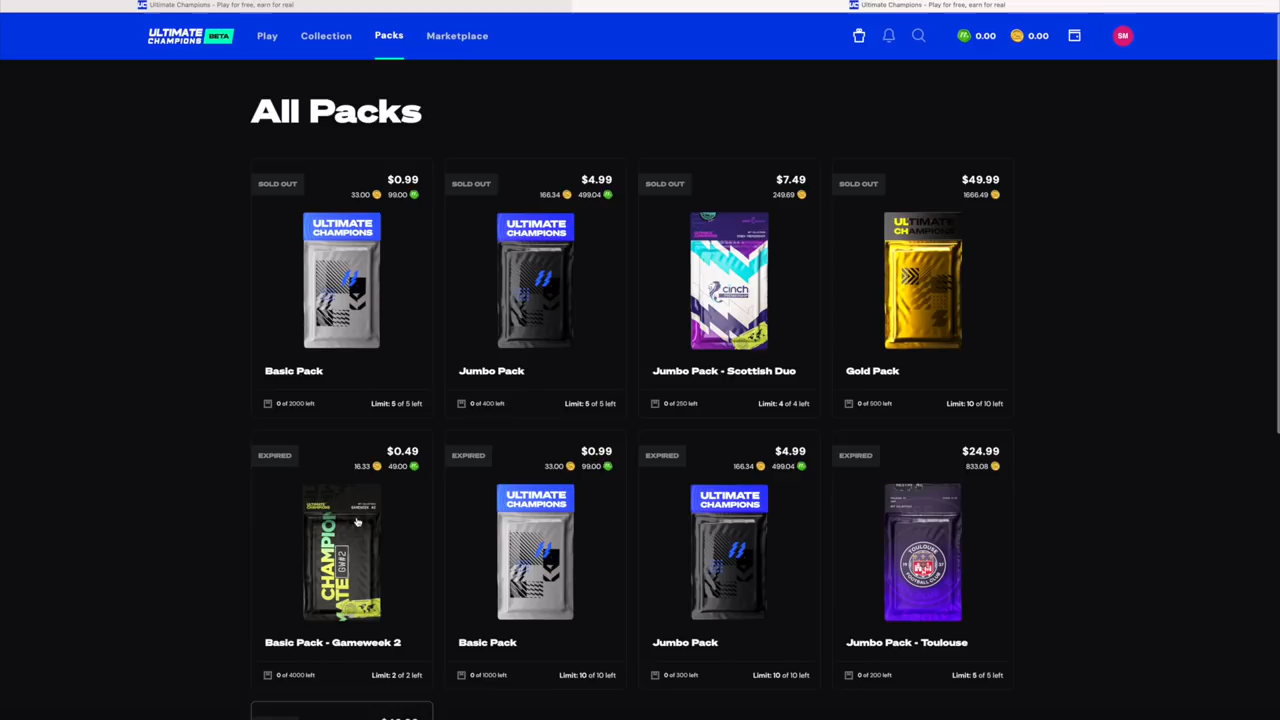 Ultimate Champions - Play for free, earn for real
Ultimate Champions - Play for free, earn for real
ULTIMATE CHAMPIONS BETA
Play
Collection
Packs
Marketplace
0.00
0.00
SM
All Packs
SOLD OUT
$0.99
33.00
99.00
ULTIMATE
CHAMPIONS
Basic Pack
0 of 2000 left
Limit: 5 of 5 left
SOLD OUT
$4.99
166.34
499.04
ULTIMATE
CHAMPIONS
Jumbo Pack
0 of 400 left
Limit: 5 of 5 left
SOLD OUT
$7.49
249.69
cinch
Jumbo Pack - Scottish Duo
0 of 250 left
Limit: 4 of 4 left
SOLD OUT
$49.99
1666.49
ULTIMATE
CHAMPIONS
Gold Pack
0 of 500 left
Limit: 10 of 10 left
EXPIRED
$0.49
16.33
49.00
GW#2
Basic Pack - Gameweek 2
0 of 4000 left
Limit: 2 of 2 left
EXPIRED
$0.99
33.00
99.00
ULTIMATE
CHAMPIONS
Basic Pack
0 of 1000 left
Limit: 10 of 10 left
EXPIRED
$4.99
166.34
499.04
ULTIMATE
CHAMPIONS
Jumbo Pack
0 of 300 left
Limit: 10 of 10 left
EXPIRED
$24.99
833.08
TOULOUSE
FOOTBALL CLUB
Jumbo Pack - Toulouse
0 of 200 left
Limit: 5 of 5 left